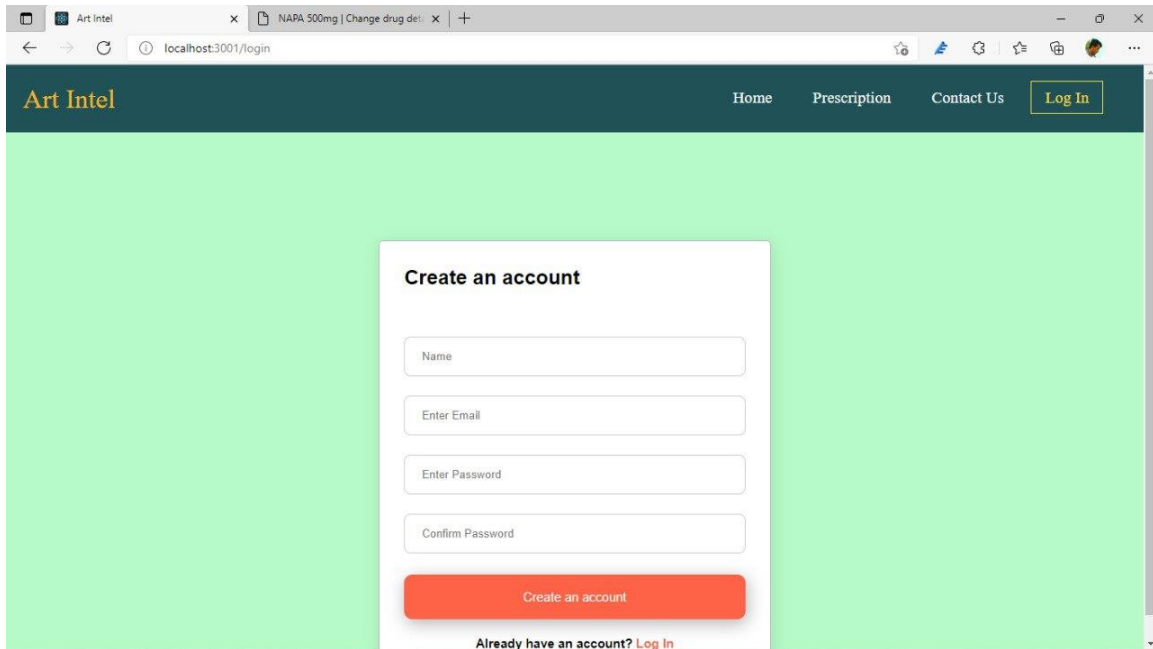 Art Intel
NAPA 500mg | Change drug det
localhost:3001/login
Art Intel
Home Prescription Contact Us Log In
Create an account
Name
Enter Email
Enter Password
Confirm Password
Create an account
Already have an account? Log In